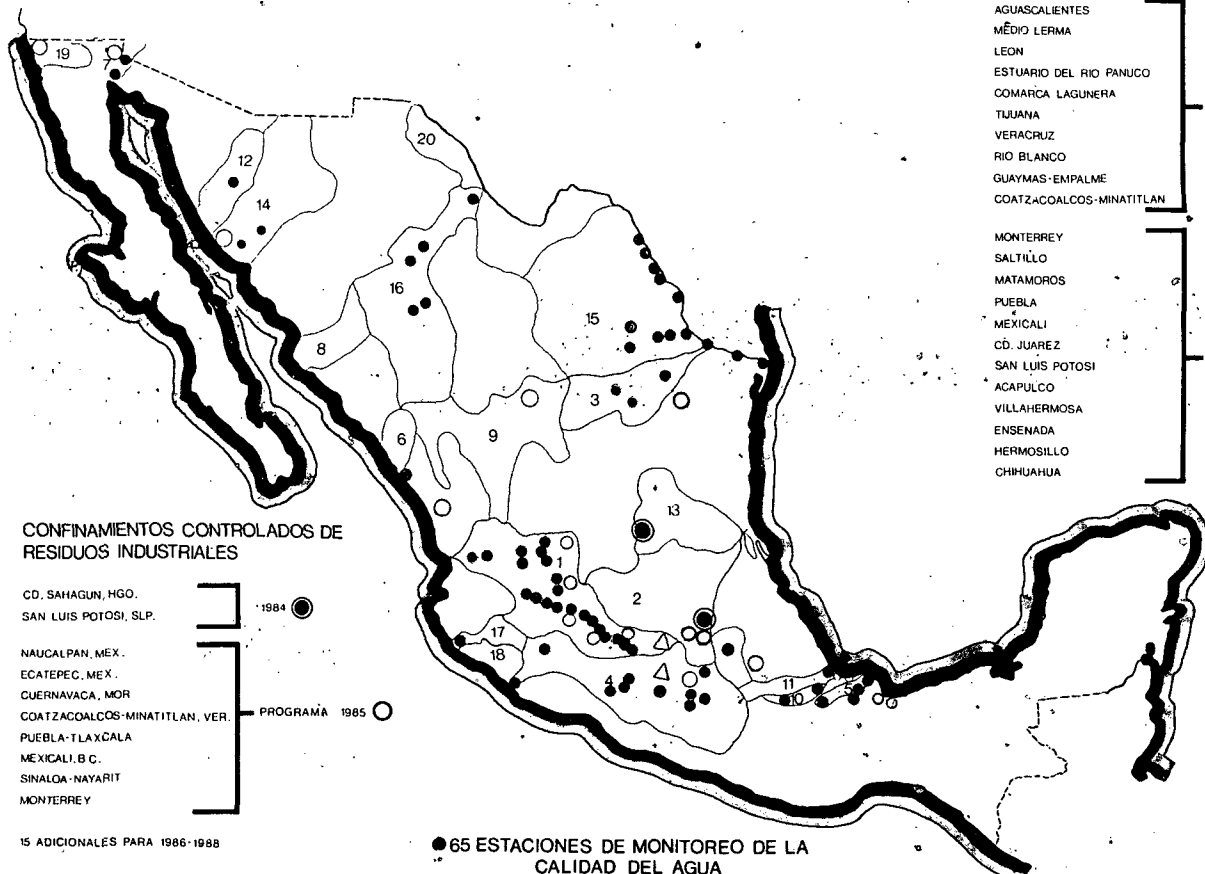 AGUASCALIENTES
MEDIO LERMA
LEON
ESTUARIO DEL RIO PANUCO
COMARCA LAGUNERA
TIJUANA
VERACRUZ
RIO BLANCO
GUAYMAS-EMPALME
COATZACOALCOS-MINATITLAN
MONTERREY
SALTILLO
MATAMOROS
PUEBLA
MEXICALI
CD. JUAREZ
SAN LUIS POTOSI
ACAPULCO
VILLAHERMOSA
ENSENADA
HERMOSILLO
CHIHUAHUA
19
20
12
14
16
15
8
3
9
6
13
1
2
17
18
4
11
5
10
CONFINAMIENTOS CONTROLADOS DE
RESIDUOS INDUSTRIALES
CD. SAHAGUN, HGO.
SAN LUIS POTOSI, SLP.
1984
NAUCALPAN, MEX.
ECATEPEC, MEX.
CUERNAVACA, MOR
COATZACOALCOS-MINATITLAN, VER.
PUEBLA-TLAXCALA
MEXICALI, B C.
SINALOA-NAYARIT
MONTERREY
PROGRAMA 1985
15 ADICIONALES PARA 1986-1988
65 ESTACIONES DE MONITOREO DE LA
CALIDAD DEL AGUA